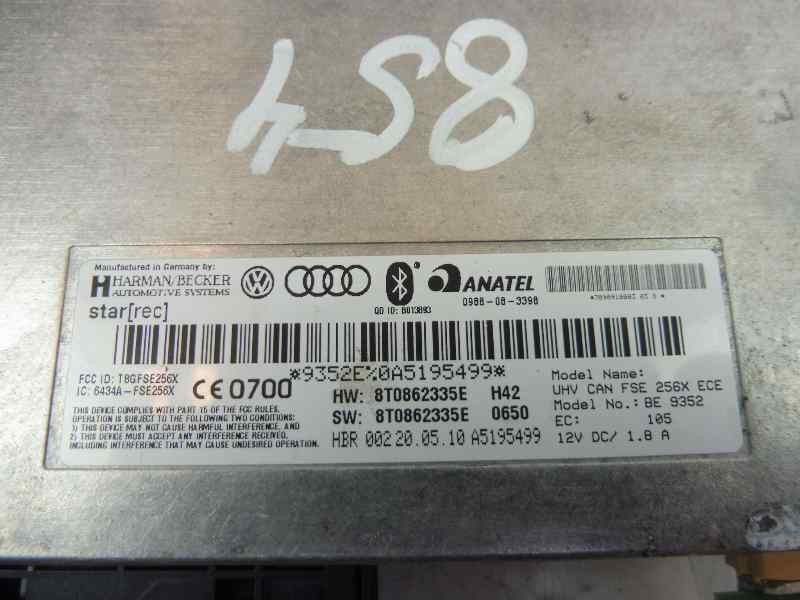 458
Manufactured in Germany by:
HARMAN/BECKER
AUTOMOTIVE SYSTEMS
star[rec]
QD ID: B013893
ANATEL
0988-08-3398
*9352E%0A5195499*
FCC ID: T8GFSE256X
IC: 6434A-FSE256X
CE 0700
THIS DEVICE COMPLIES WITH PART 15 OF THE FCC RULES.
OPERATION IS SUBJECT TO THE FOLLOWING TWO CONDITIONS:
1) THIS DEVICE MAY NOT CAUSE HARMFUL INTERFERENCE, AND
2) THIS DEVICE MUST ACCEPT ANY INTERFERENCE RECEIVED,
INCLUDING INTERFERENCE THAT MAY CAUSE UNDESIRED OPERATION.
HW: 8T0862335E H42
SW: 8T0862335E 0650
HBR 002 20.05.10 A5195499
Model Name:
UHV CAN FSE 256X ECE
Model No.: BE 9352
EC: 105
12V DC/ 1.8 A